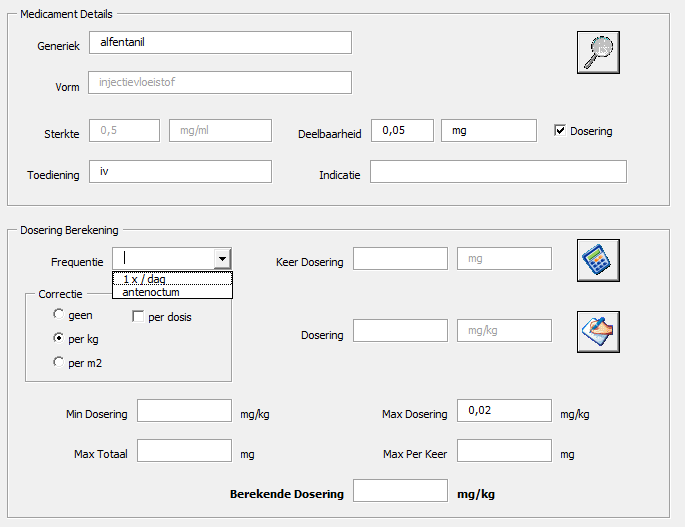 Medicament Details
Generiek alfentanil
Vorm injectievloeistof
Sterkte 0,5 mg/ml Deelbaarheid 0,05 mg Dosering
Toediening iv Indicatie
Dosering Berekening
Frequentie Keer Dosering mg
1 x / dag
antenoctum
Correctie
geen per dosis
per kg Dosering mg/kg
per m2
Min Dosering mg/kg Max Dosering 0,02 mg/kg
Max Totaal mg Max Per Keer mg
Berekende Dosering mg/kg